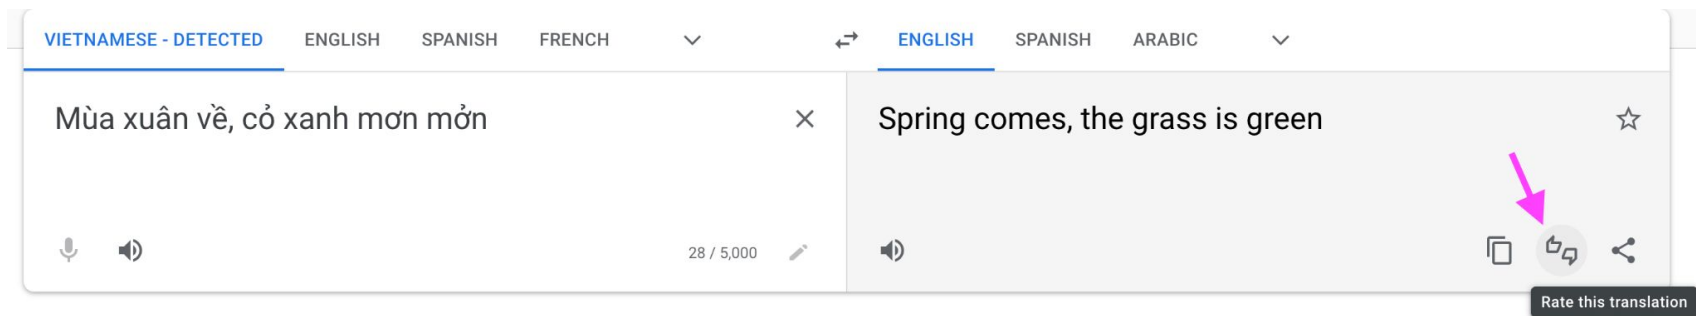 VIETNAMESE - DETECTED ENGLISH SPANISH FRENCH ENGLISH SPANISH ARABIC
Mùa xuân về, cỏ xanh mơn mởn
Spring comes, the grass is green
28 / 5,000
Rate this translation